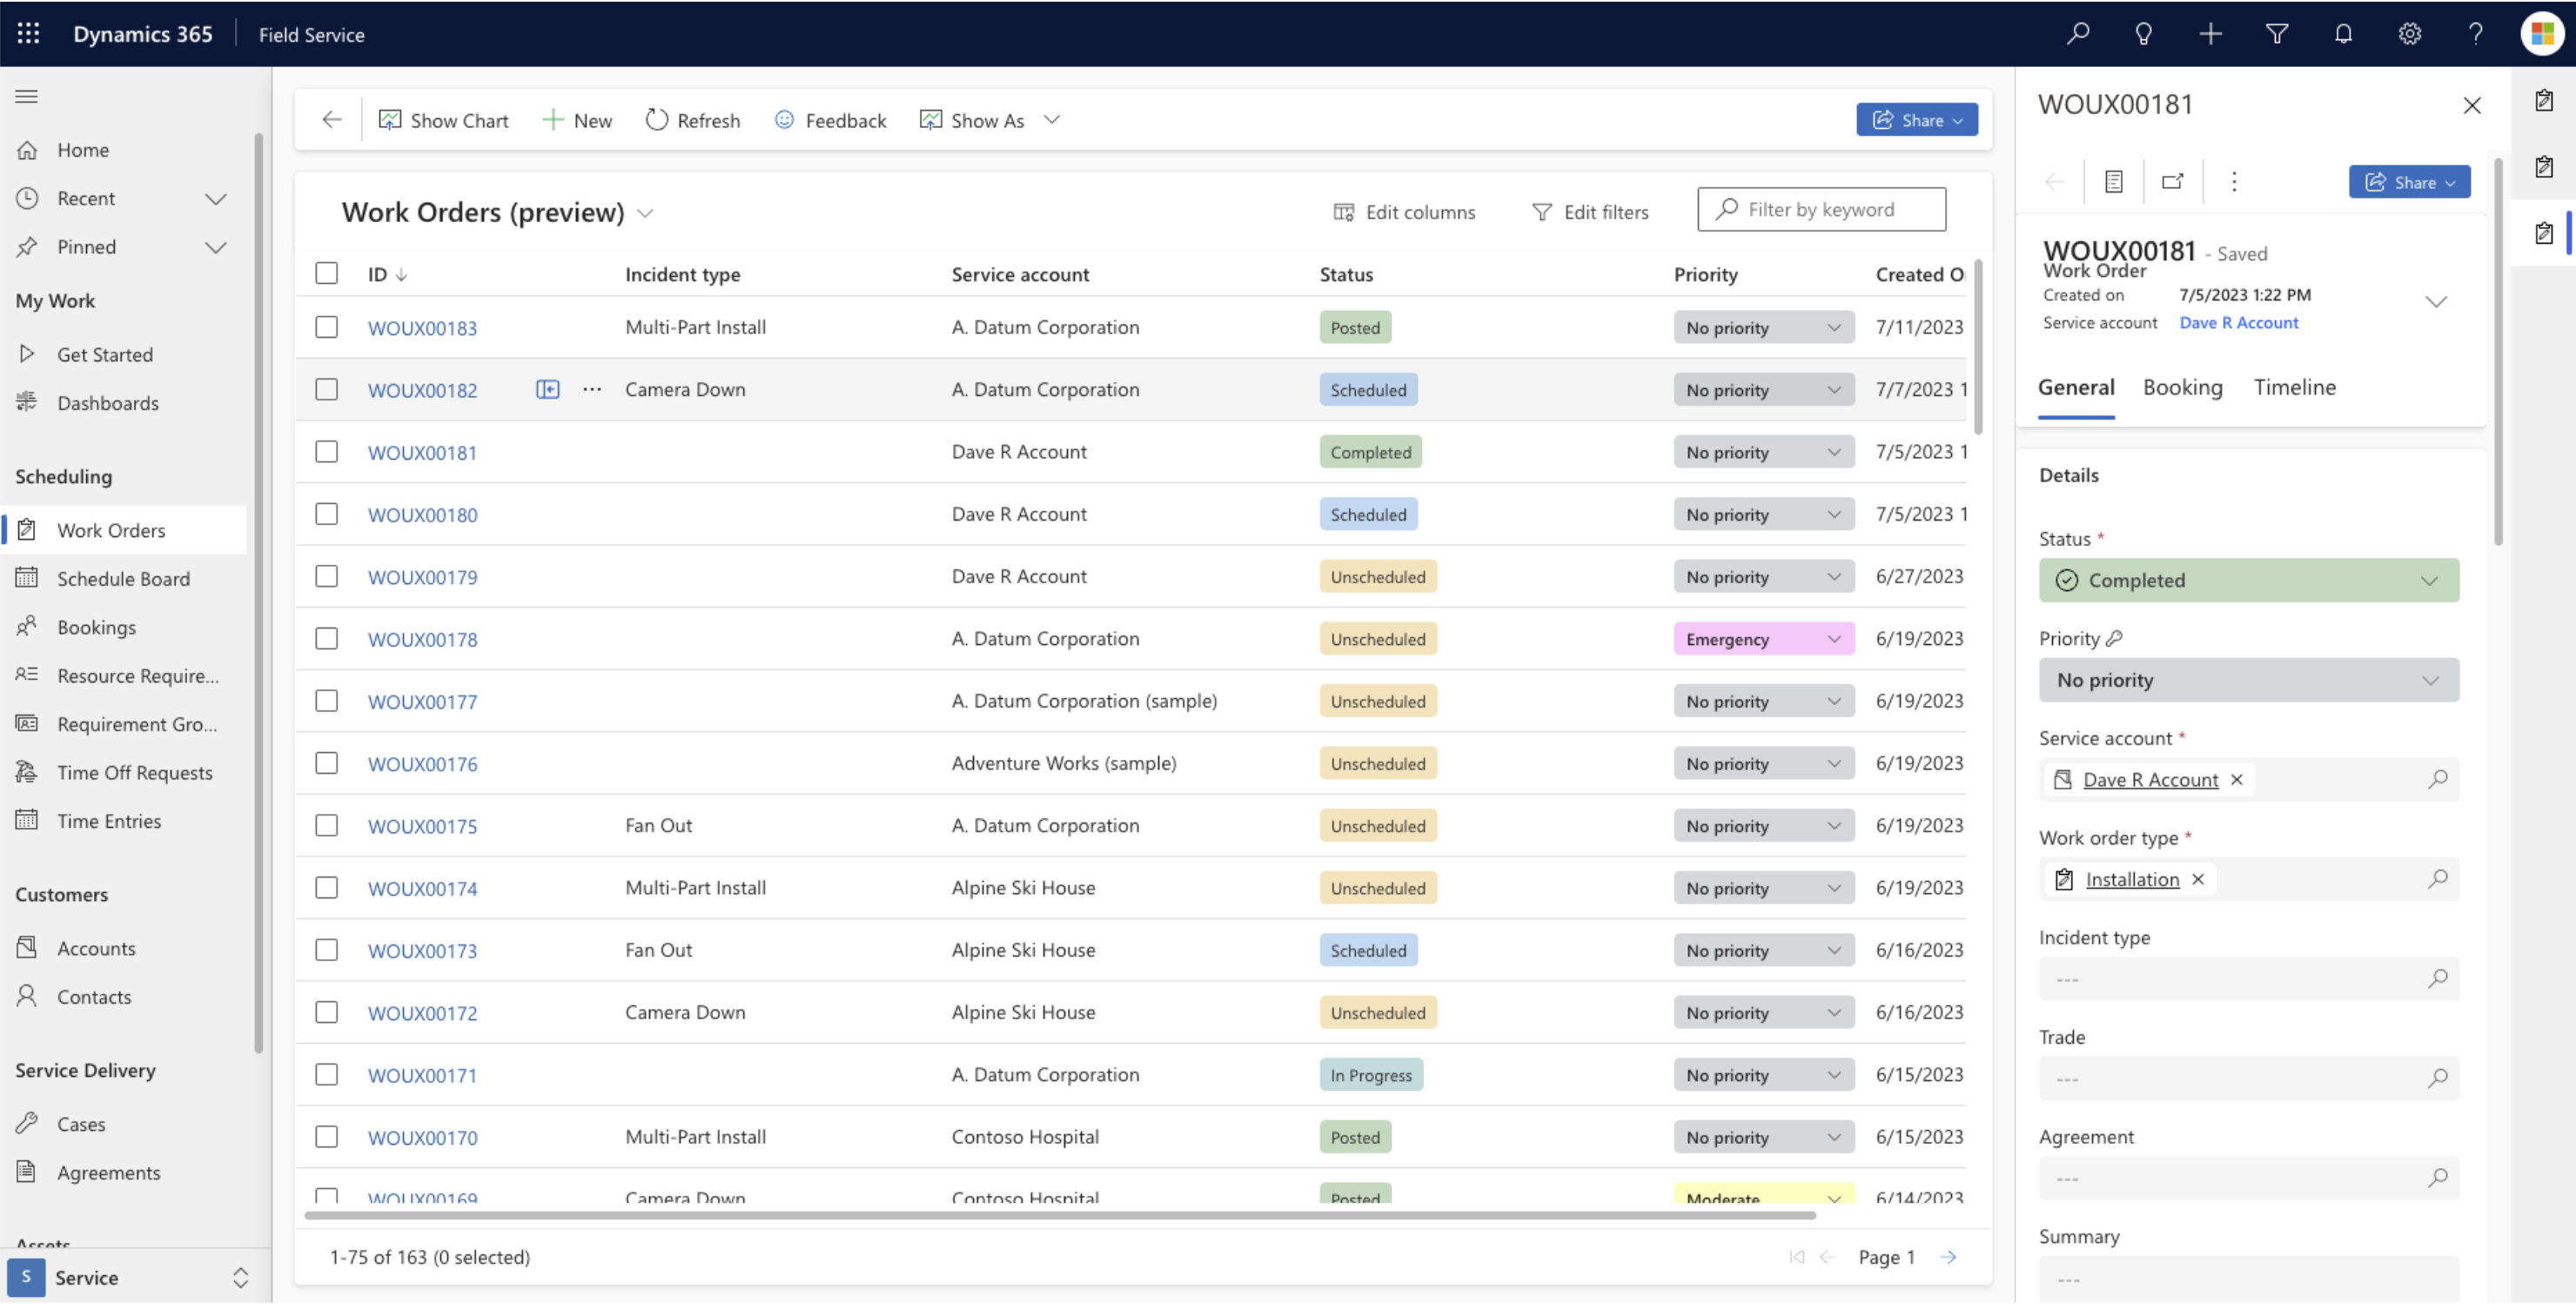 Dynamics 365 Field Service
Home
Recent
Pinned
My Work
Get Started
Dashboards
Scheduling
Work Orders
Schedule Board
Bookings
Resource Require...
Requirement Gro...
Time Off Requests
Time Entries
Customers
Accounts
Contacts
Service Delivery
Cases
Agreements
Assets
S Service
Show Chart New Refresh Feedback Show As Share
Work Orders (preview) Edit columns Edit filters Filter by keyword
ID Incident type Service account Status Priority Created O
WOUX00183 Multi-Part Install A. Datum Corporation Posted No priority 7/11/2023
WOUX00182 Camera Down A. Datum Corporation Scheduled No priority 7/7/2023 1
WOUX00181 Dave R Account Completed No priority 7/5/2023 1
WOUX00180 Dave R Account Scheduled No priority 7/5/2023 1
WOUX00179 Dave R Account Unscheduled No priority 6/27/2023
WOUX00178 A. Datum Corporation Unscheduled Emergency 6/19/2023
WOUX00177 A. Datum Corporation (sample) Unscheduled No priority 6/19/2023
WOUX00176 Adventure Works (sample) Unscheduled No priority 6/19/2023
WOUX00175 Fan Out A. Datum Corporation Unscheduled No priority 6/19/2023
WOUX00174 Multi-Part Install Alpine Ski House Unscheduled No priority 6/19/2023
WOUX00173 Fan Out Alpine Ski House Scheduled No priority 6/16/2023
WOUX00172 Camera Down Alpine Ski House Unscheduled No priority 6/16/2023
WOUX00171 A. Datum Corporation In Progress No priority 6/15/2023
WOUX00170 Multi-Part Install Contoso Hospital Posted No priority 6/15/2023
WOUX00169 Camera Down Contoso Hospital Posted Moderate 6/14/2023
1-75 of 163 (0 selected) Page 1
WOUX00181
Share
WOUX00181 - Saved
Work Order
Created on 7/5/2023 1:22 PM
Service account Dave R Account
General Booking Timeline
Details
Status *
Completed
Priority
No priority
Service account *
Dave R Account
Work order type *
Installation
Incident type
---
Trade
---
Agreement
---
Summary
---